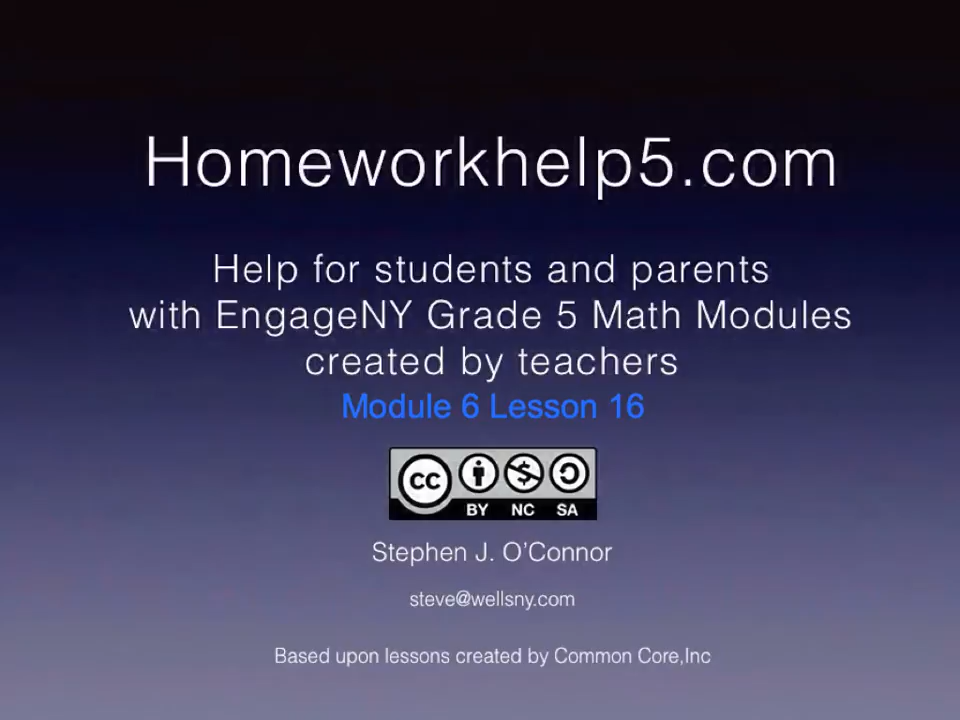 Homeworkhelp5.com
Help for students and parents
with EngageNY Grade 5 Math Modules
created by teachers
Module 6 Lesson 16
cc
BY NC SA
Stephen J. O'Connor
steve@wellsny.com
Based upon lessons created by Common Core,Inc